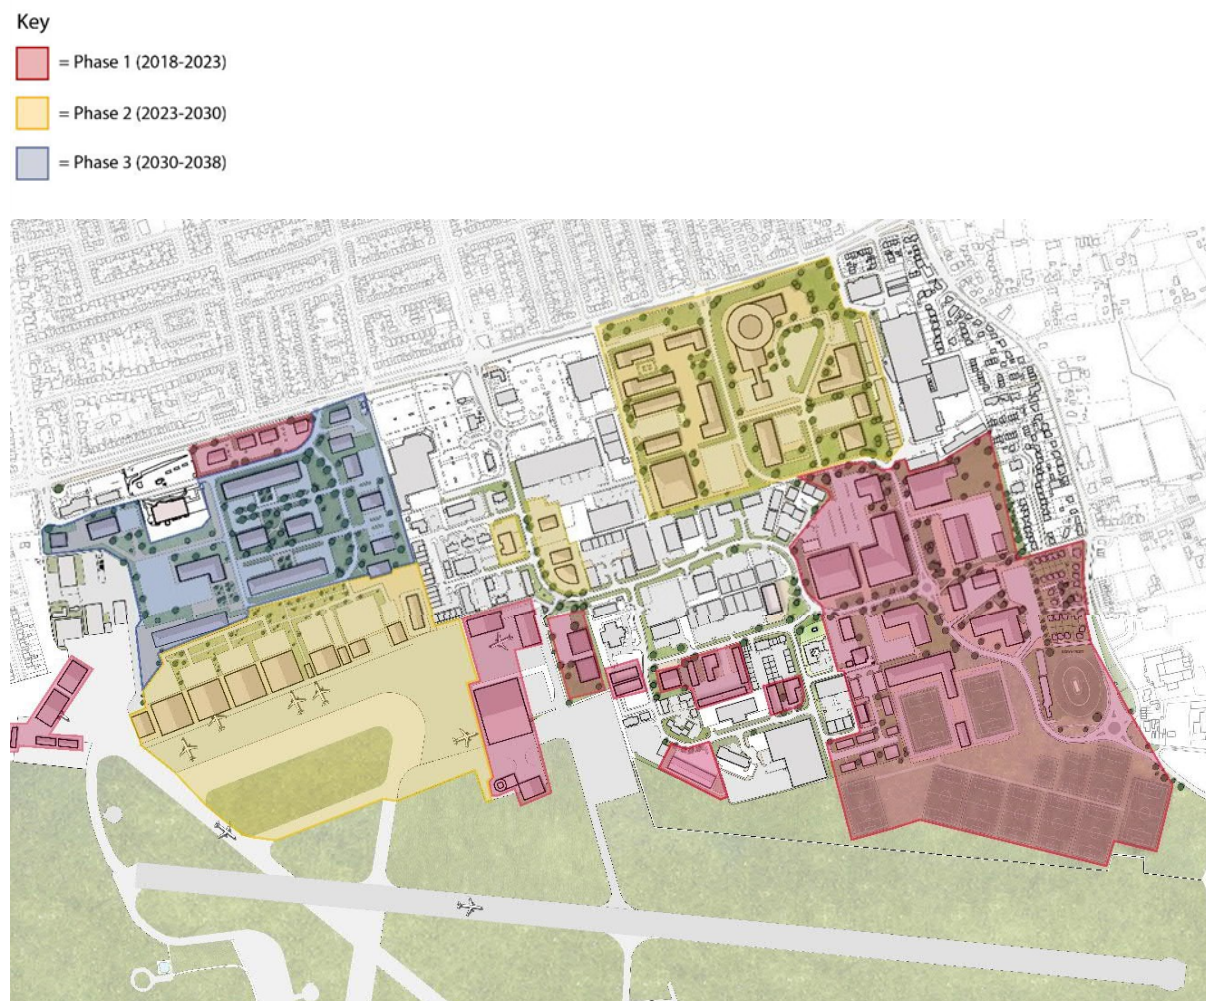 Key
= Phase 1 (2018-2023)
= Phase 2 (2023-2030)
= Phase 3 (2030-2038)